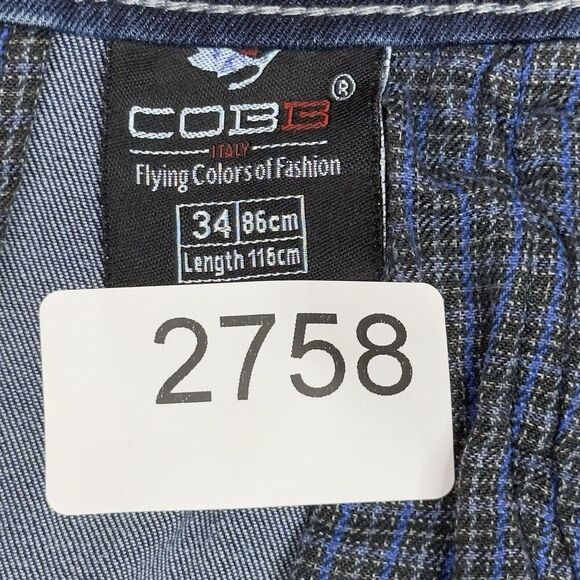 COBB®
ITALY
Flying Colors of Fashion
34 86cm
Length 116cm
2758